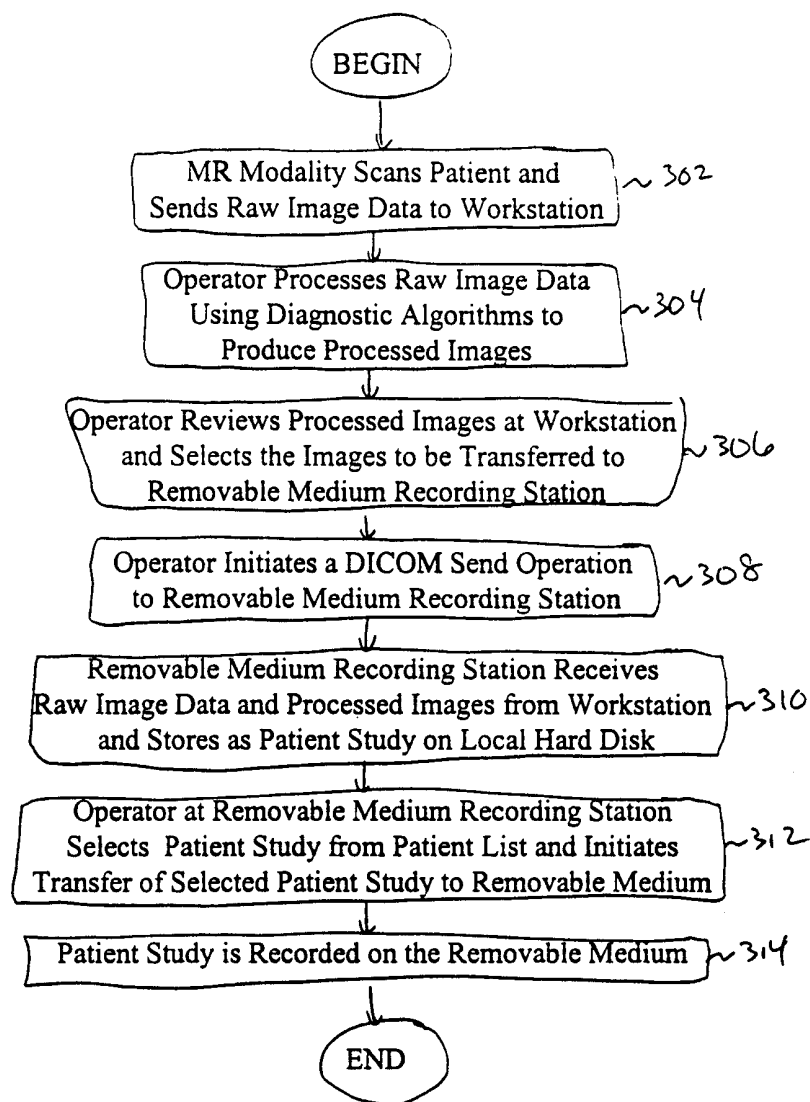 BEGIN
MR Modality Scans Patient and
Sends Raw Image Data to Workstation
~302
Operator Processes Raw Image Data
Using Diagnostic Algorithms to
Produce Processed Images
~304
Operator Reviews Processed Images at Workstation
and Selects the Images to be Transferred to
Removable Medium Recording Station
~306
Operator Initiates a DICOM Send Operation
to Removable Medium Recording Station
~308
Removable Medium Recording Station Receives
Raw Image Data and Processed Images from Workstation
and Stores as Patient Study on Local Hard Disk
~310
Operator at Removable Medium Recording Station
Selects Patient Study from Patient List and Initiates
Transfer of Selected Patient Study to Removable Medium
~312
Patient Study is Recorded on the Removable Medium
~314
END